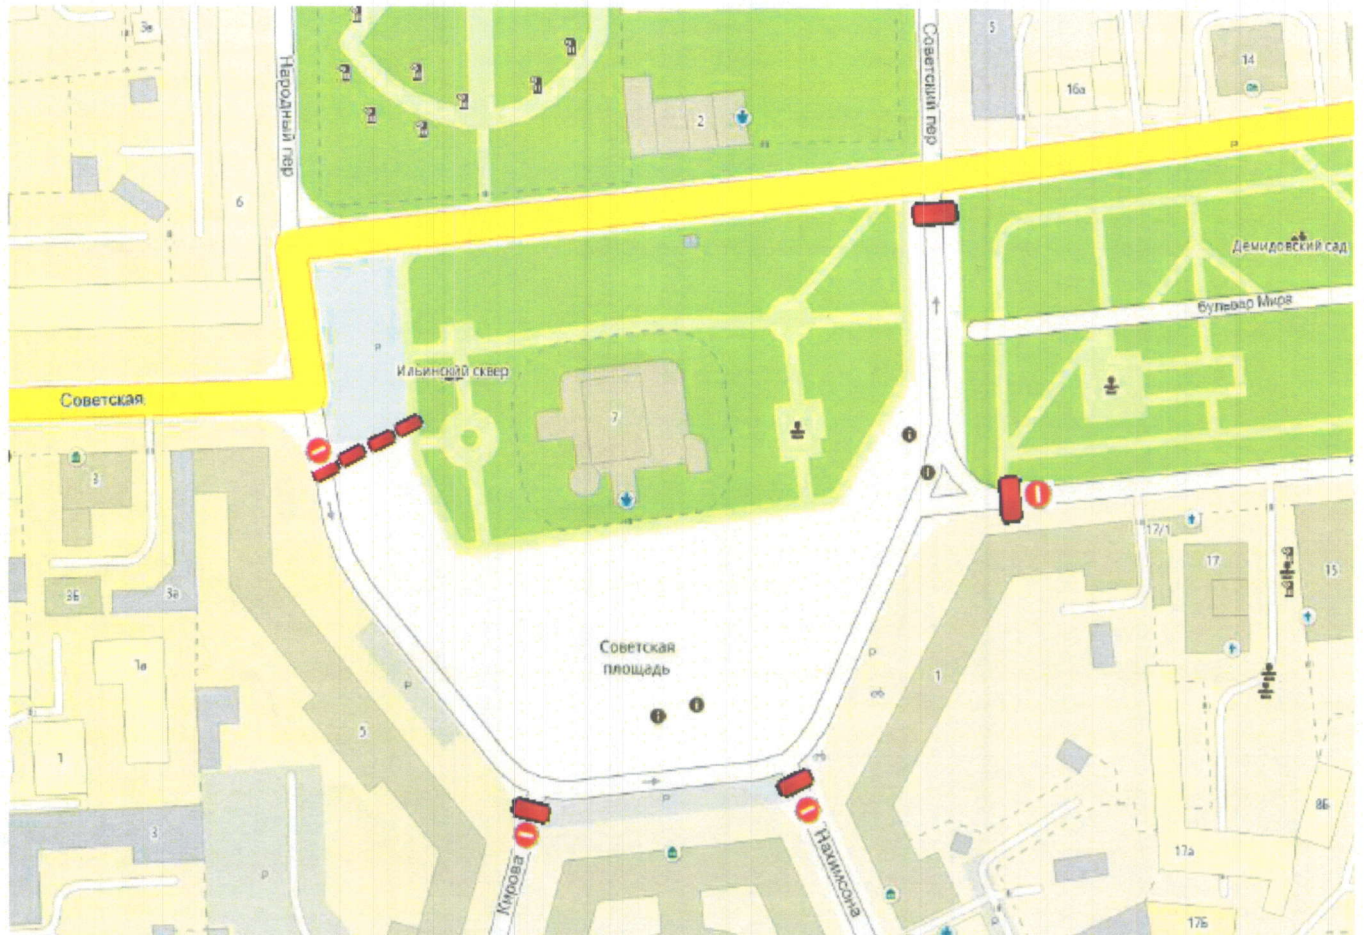 3а
5
14
16а
Народный пер
Советский пер
2
P
6
Демидовский сад
бульвар Мира
P
Ильинский сквер
Советская
7
3
17/1
17
15
3Б
3а
1а
Советская
площадь
P
1
P
5
1
P
3
P
Кирова
Нахимсона
8Б
17а
17Б
P